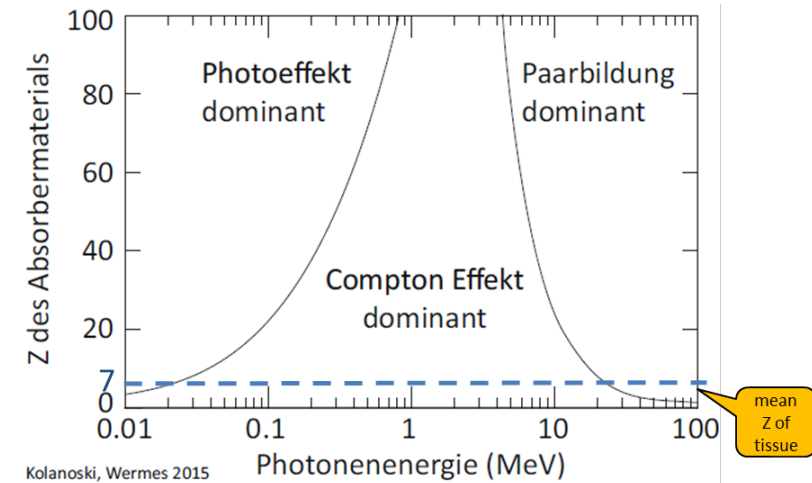 100
80
60
40
20
7
0
Z des Absorbermaterials
Photoeffekt
dominant
Paarbildung
dominant
Compton Effekt
dominant
0.01
0.1
1
10
100
Photonenenergie (MeV)
Kolanoski, Wermes 2015
mean
Z of
tissue